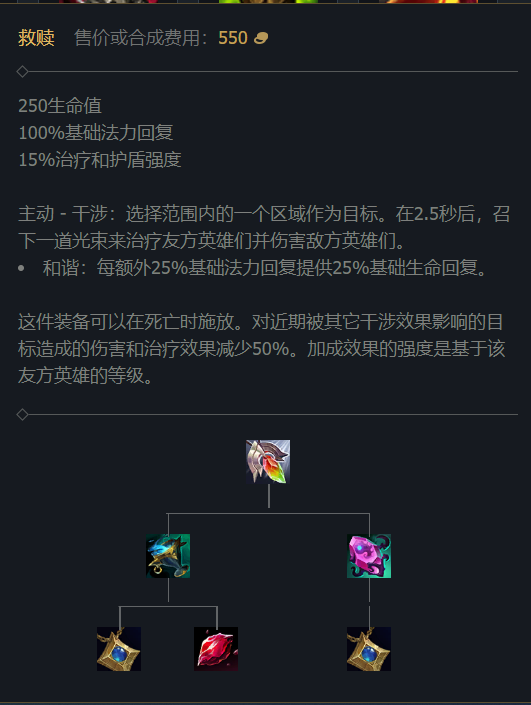 救赎 售价或合成费用：550
250生命值
100%基础法力回复
15%治疗和护盾强度
主动 - 干涉：选择范围内的一个区域作为目标。在2.5秒后，召
下一道光束来治疗友方英雄们并伤害敌方英雄们。
• 和谐：每额外25%基础法力回复提供25%基础生命回复。
这件装备可以在死亡时施放。对近期被其它干涉效果影响的目
标造成的伤害和治疗效果减少50%。加成效果的强度是基于该
友方英雄的等级。